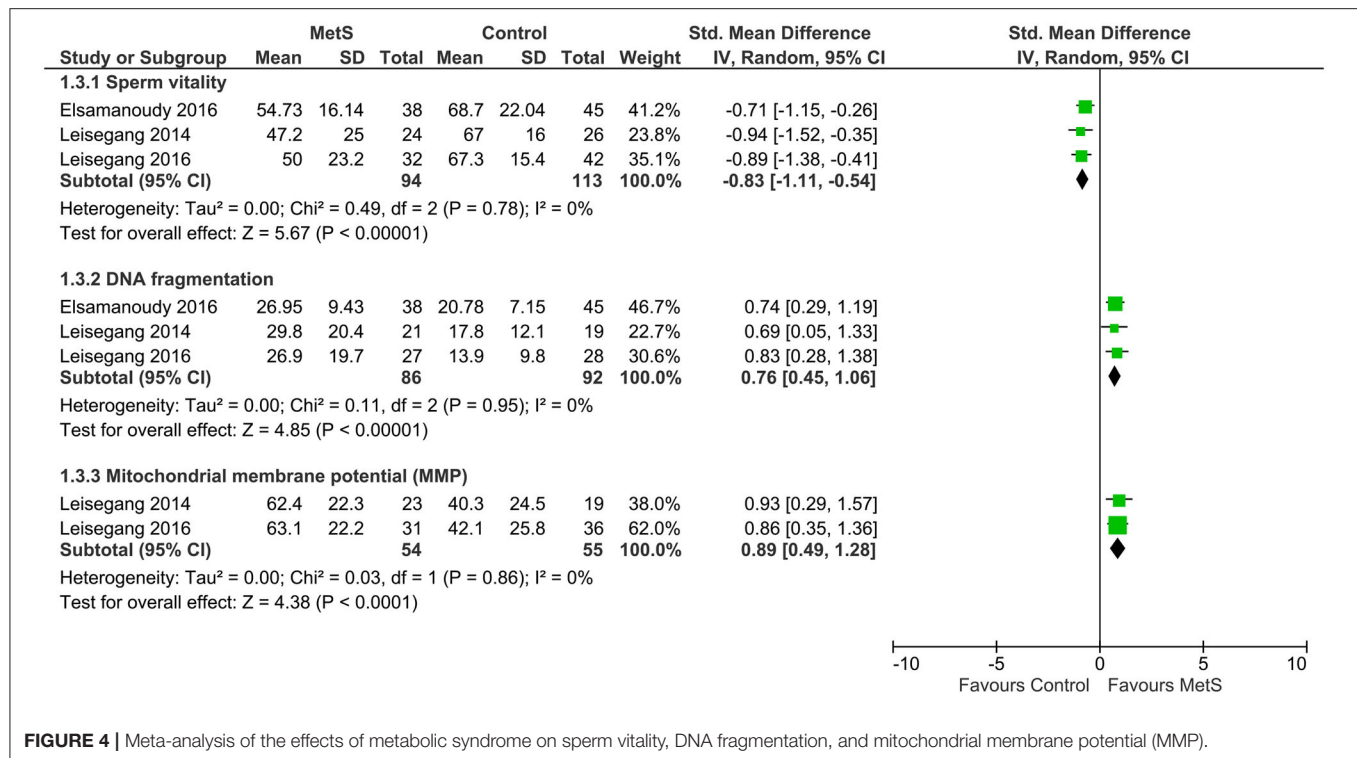 MetS Control Std. Mean Difference Std. Mean Difference
Study or Subgroup Mean SD Total Mean SD Total Weight IV, Random, 95% CI IV, Random, 95% CI
1.3.1 Sperm vitality
Elsamanoudy 2016 54.73 16.14 38 68.7 22.04 45 41.2% -0.71 [-1.15, -0.26]
Leisegang 2014 47.2 25 24 67 16 26 23.8% -0.94 [-1.52, -0.35]
Leisegang 2016 50 23.2 32 67.3 15.4 42 35.1% -0.89 [-1.38, -0.41]
Subtotal (95% CI) 94 113 100.0% -0.83 [-1.11, -0.54]
Heterogeneity: Tau² = 0.00; Chi² = 0.49, df = 2 (P = 0.78); I² = 0%
Test for overall effect: Z = 5.67 (P < 0.00001)
1.3.2 DNA fragmentation
Elsamanoudy 2016 26.95 9.43 38 20.78 7.15 45 46.7% 0.74 [0.29, 1.19]
Leisegang 2014 29.8 20.4 21 17.8 12.1 19 22.7% 0.69 [0.05, 1.33]
Leisegang 2016 26.9 19.7 27 13.9 9.8 28 30.6% 0.83 [0.28, 1.38]
Subtotal (95% CI) 86 92 100.0% 0.76 [0.45, 1.06]
Heterogeneity: Tau² = 0.00; Chi² = 0.11, df = 2 (P = 0.95); I² = 0%
Test for overall effect: Z = 4.85 (P < 0.00001)
1.3.3 Mitochondrial membrane potential (MMP)
Leisegang 2014 62.4 22.3 23 40.3 24.5 19 38.0% 0.93 [0.29, 1.57]
Leisegang 2016 63.1 22.2 31 42.1 25.8 36 62.0% 0.86 [0.35, 1.36]
Subtotal (95% CI) 54 55 100.0% 0.89 [0.49, 1.28]
Heterogeneity: Tau² = 0.00; Chi² = 0.03, df = 1 (P = 0.86); I² = 0%
Test for overall effect: Z = 4.38 (P < 0.0001)
-10 -5 0 5 10
Favours Control Favours MetS
FIGURE 4 | Meta-analysis of the effects of metabolic syndrome on sperm vitality, DNA fragmentation, and mitochondrial membrane potential (MMP).